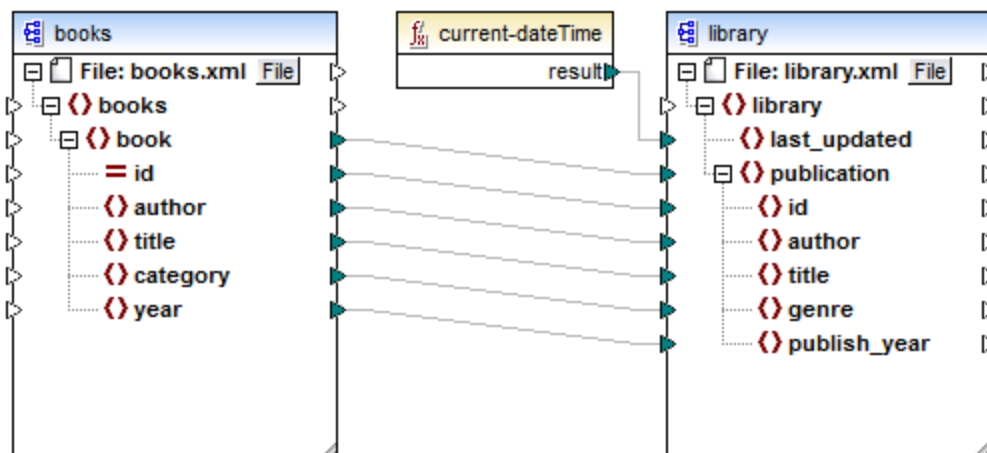 books
File: books.xml File
books
book
id
author
title
category
year
fx current-dateTime
result
library
File: library.xml File
library
last_updated
publication
id
author
title
genre
publish_year